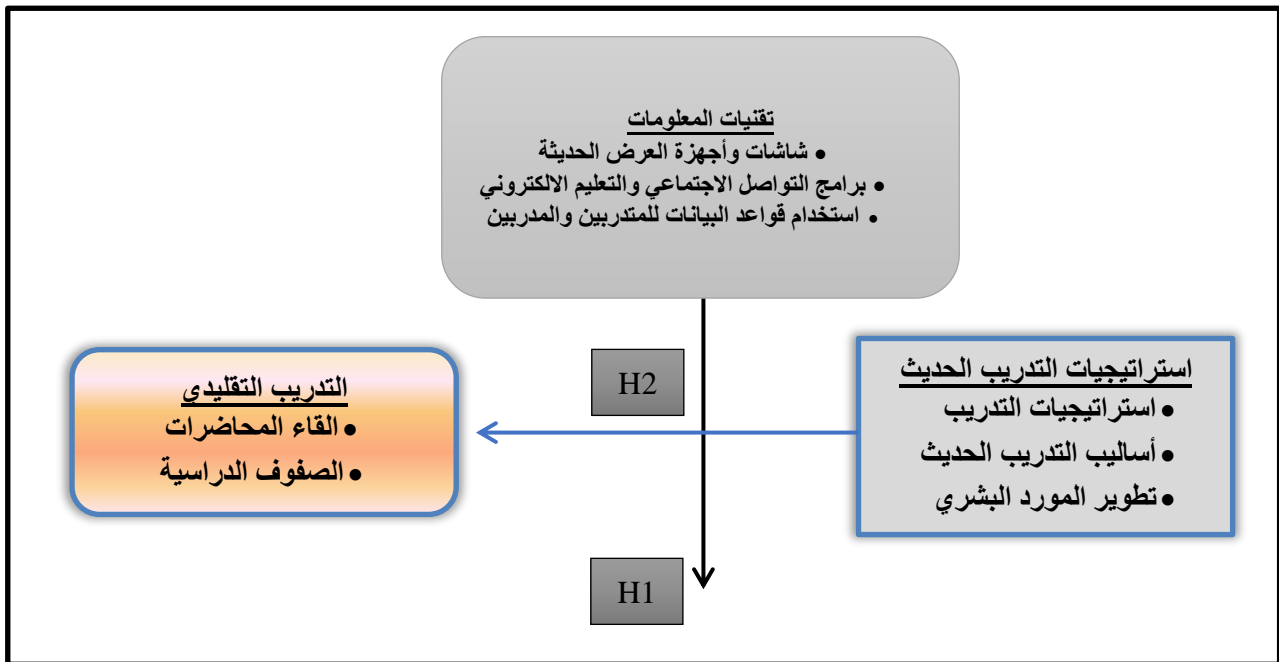 تقنيات المعلومات
• شاشات وأجهزة العرض الحديثة
• برامج التواصل الاجتماعي والتعليم الالكتروني
• استخدام قواعد البيانات للمتدربين والمدربين
استراتيجيات التدريب الحديث
• استراتيجيات التدريب
• أساليب التدريب الحديث
• تطوير المورد البشري
H2
التدريب التقليدي
• القاء المحاضرات
• الصفوف الدراسية
H1